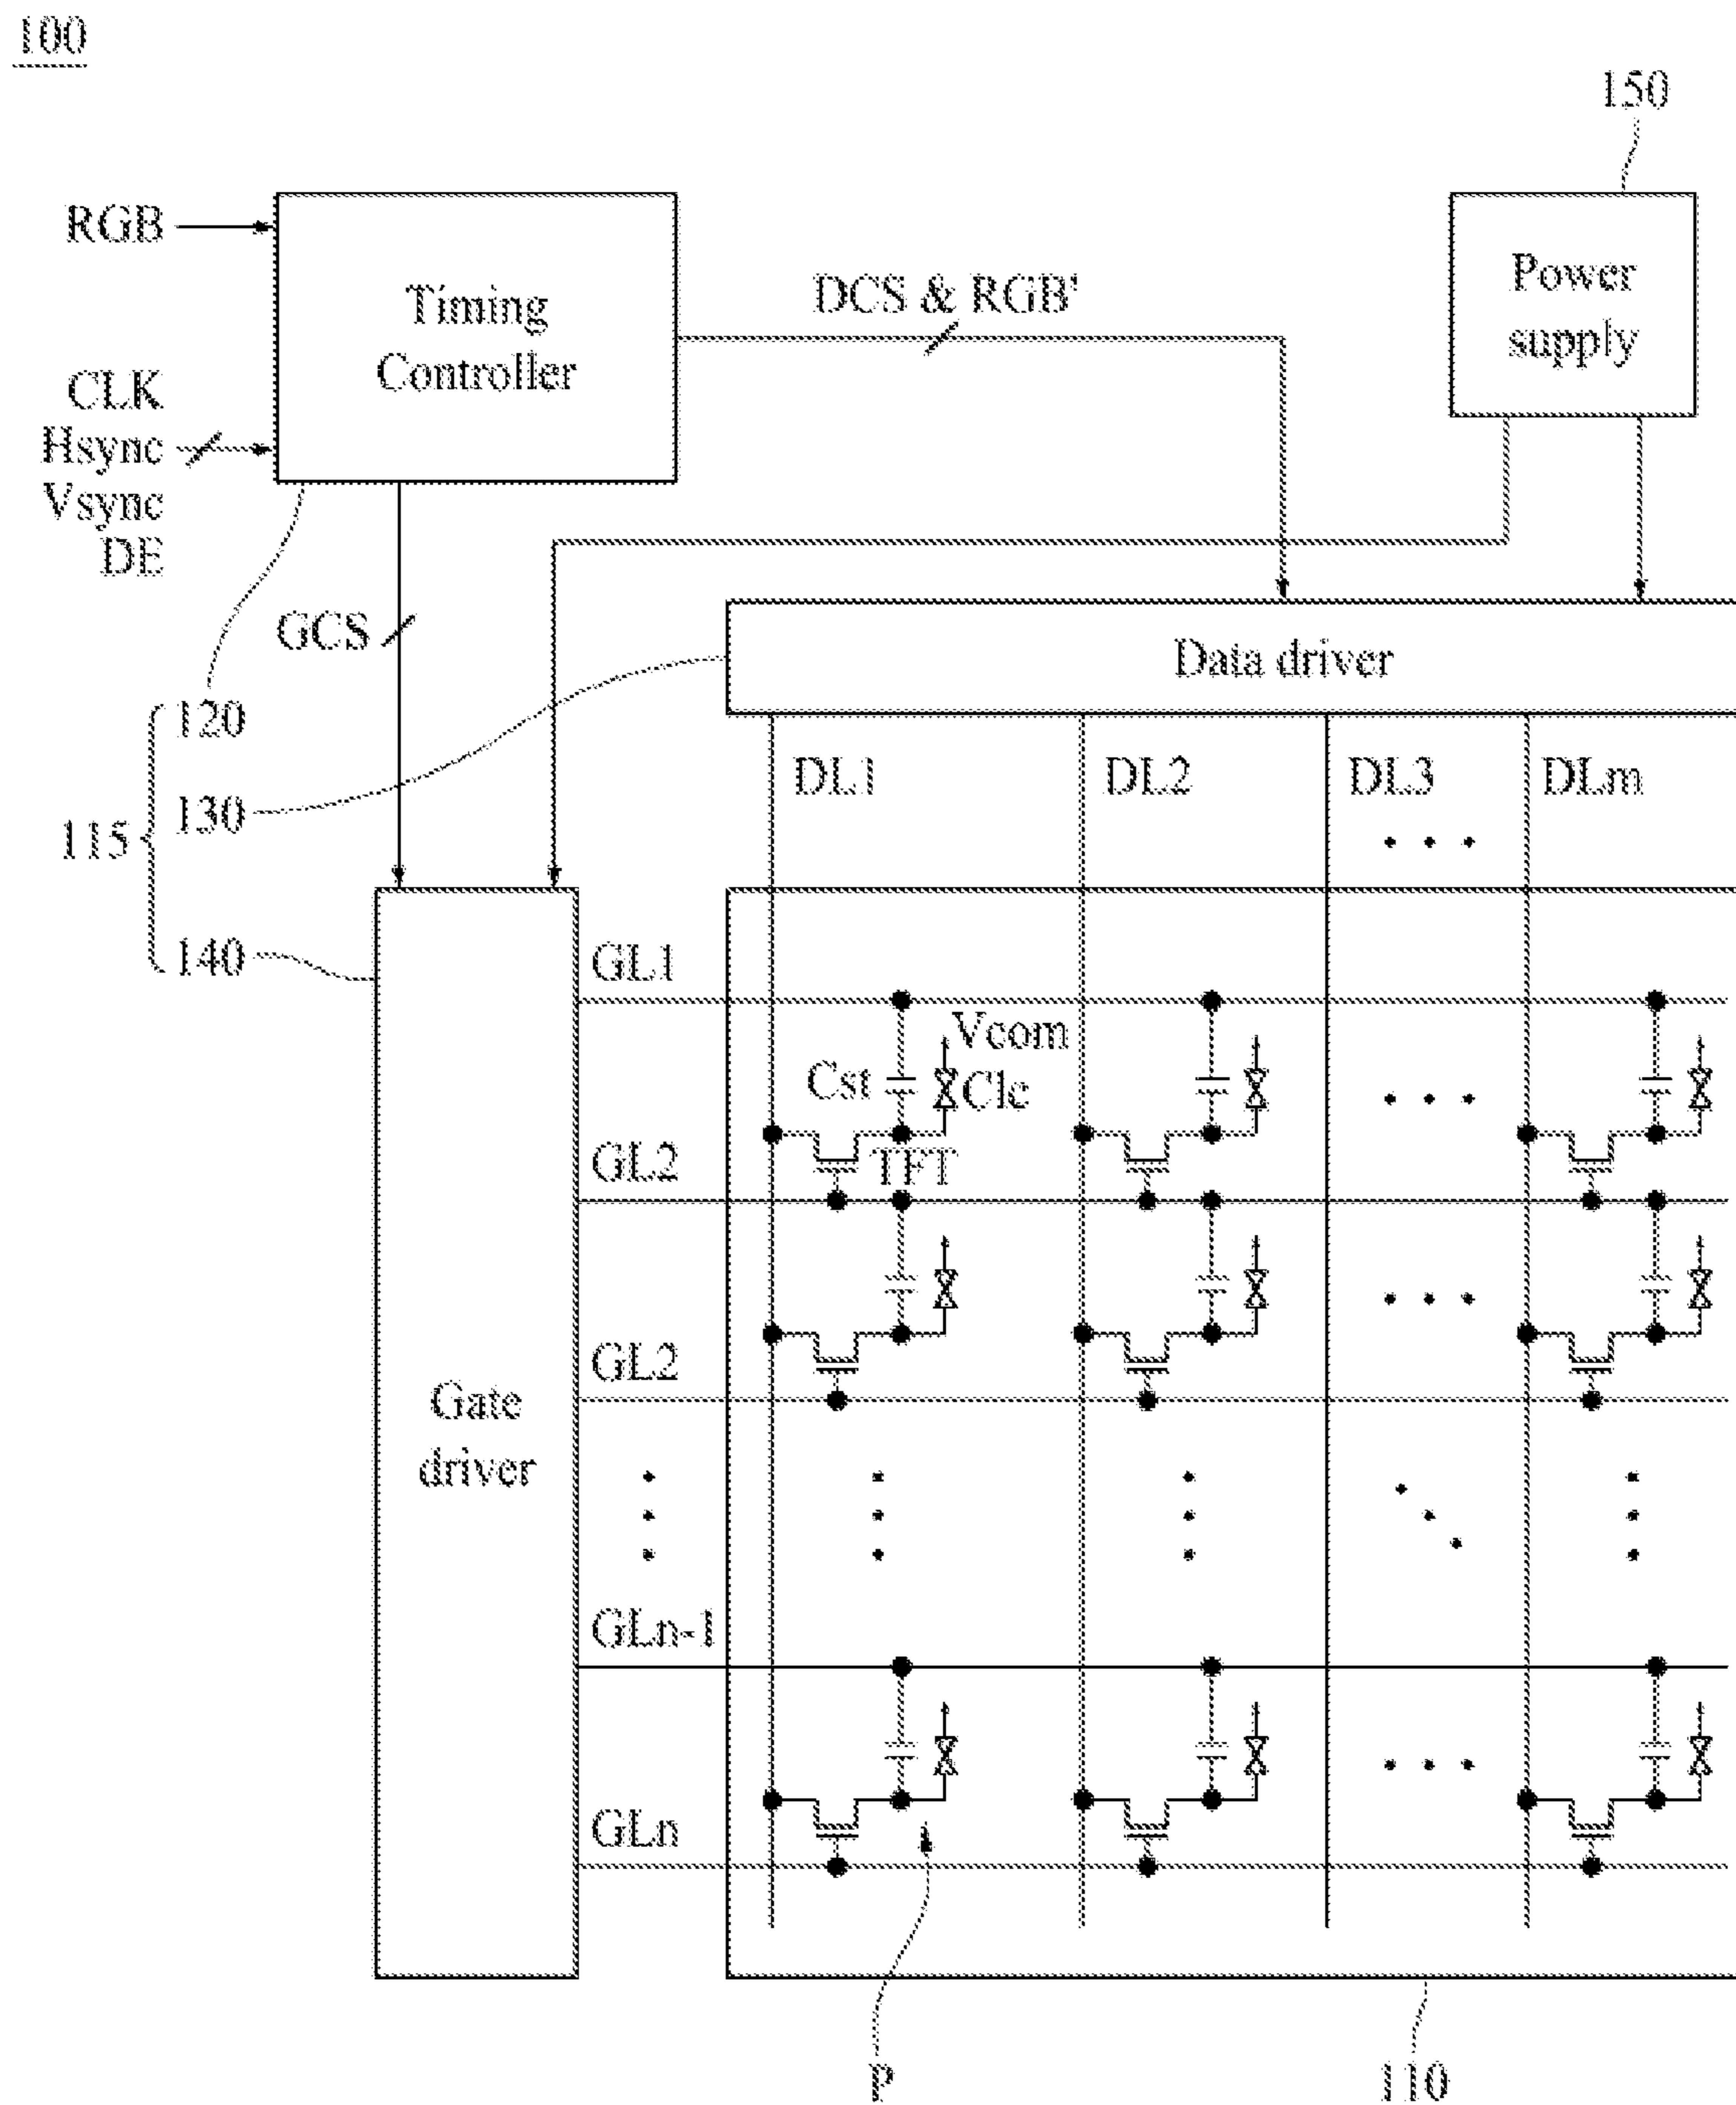 100
150
RGB
Timing
Controller
DCS & RGB'
Power
supply
CLK
Hsync
Vsync
DE
GCS
Data driver
120
130
115
140
DL1
DL2
DL3
DLm
GL1
Vcom
Cst
Clc
GL2
TFT
GL2
Gate
driver
GLn-1
GLn
P
110